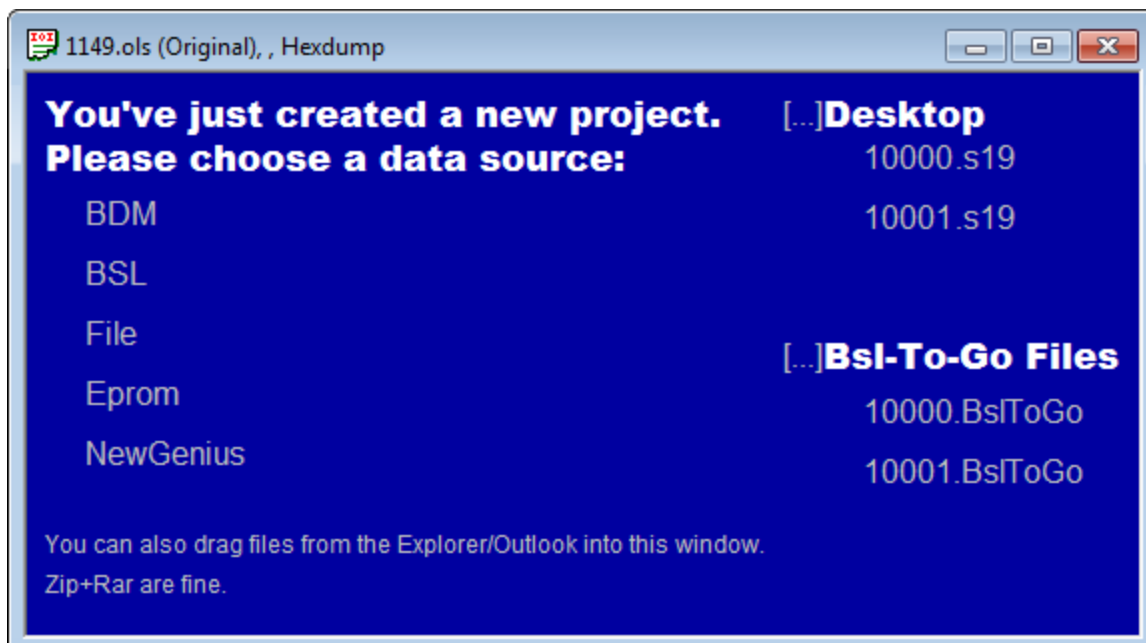 1149.ols (Original), , Hexdump
You've just created a new project.
Please choose a data source:
BDM
BSL
File
Eprom
NewGenius
[...]Desktop
10000.s19
10001.s19
[...]Bsl-To-Go Files
10000.BslToGo
10001.BslToGo
You can also drag files from the Explorer/Outlook into this window.
Zip+Rar are fine.